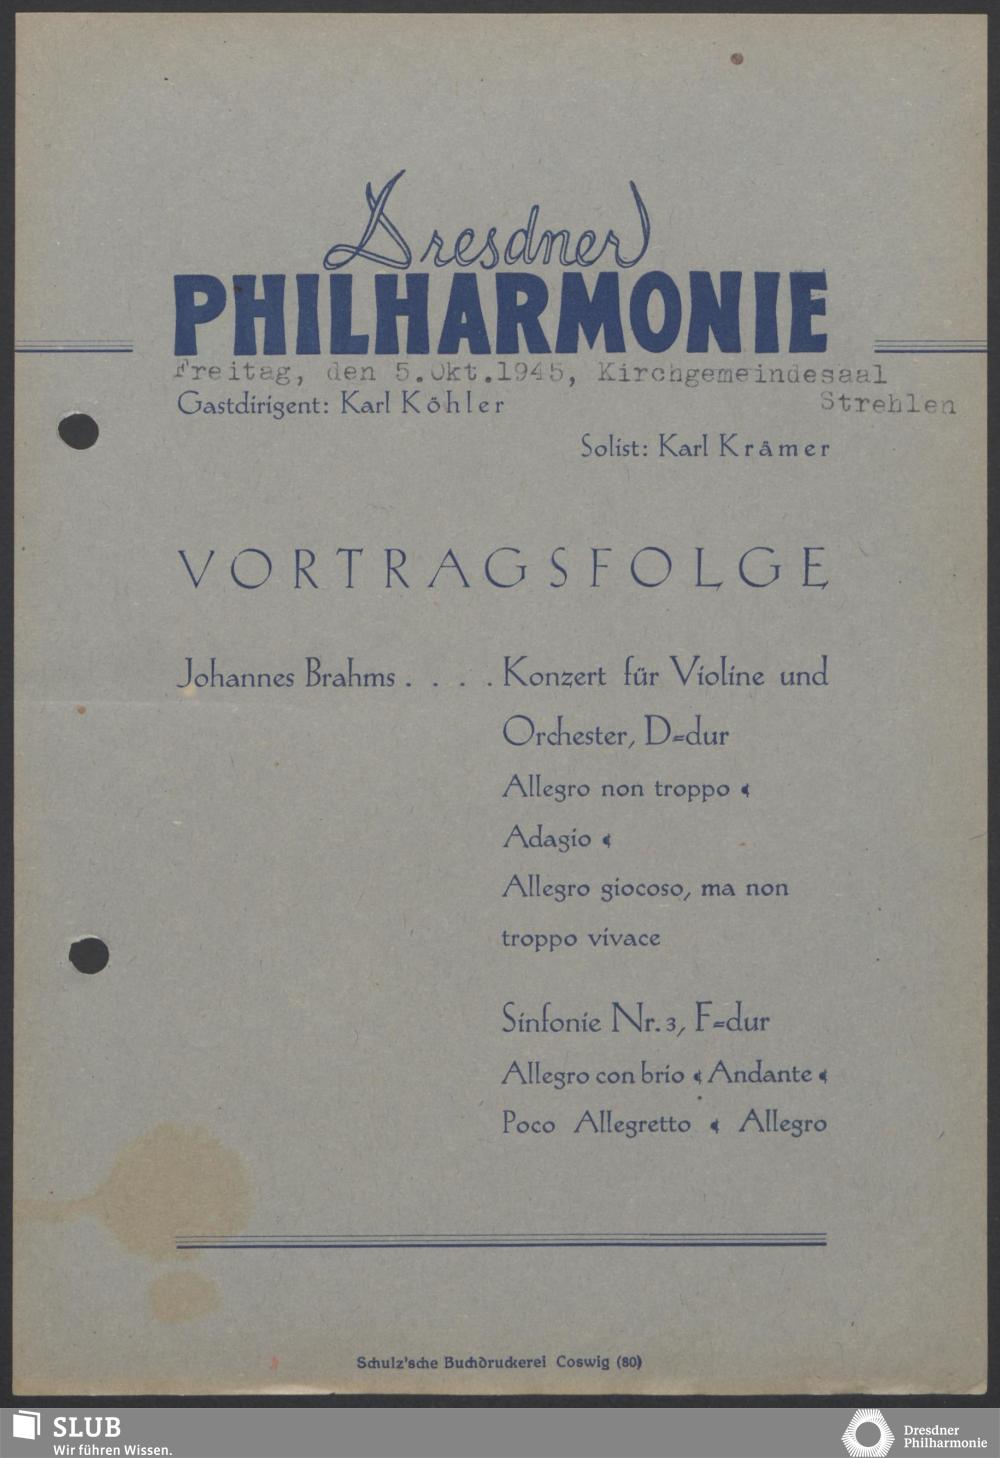 Dresdner
PHILHARMONIE
Freitag, den 5.Okt.1945, Kirchgemeindesaal
Strehlen
Gastdirigent: Karl Köhler
Solist: Karl Krämer
VORTRAGSFOLGE
Johannes Brahms . . . . Konzert für Violine und
Orchester, D=dur
Allegro non troppo
Adagio
Allegro giocoso, ma non
troppo vivace
Sinfonie Nr. 3, F=dur
Allegro con brio Andante
Poco Allegretto Allegro
Schulz'sche Buchdruckerei Coswig (80)
SLUB
Wir führen Wissen.
Dresdner
Philharmonie